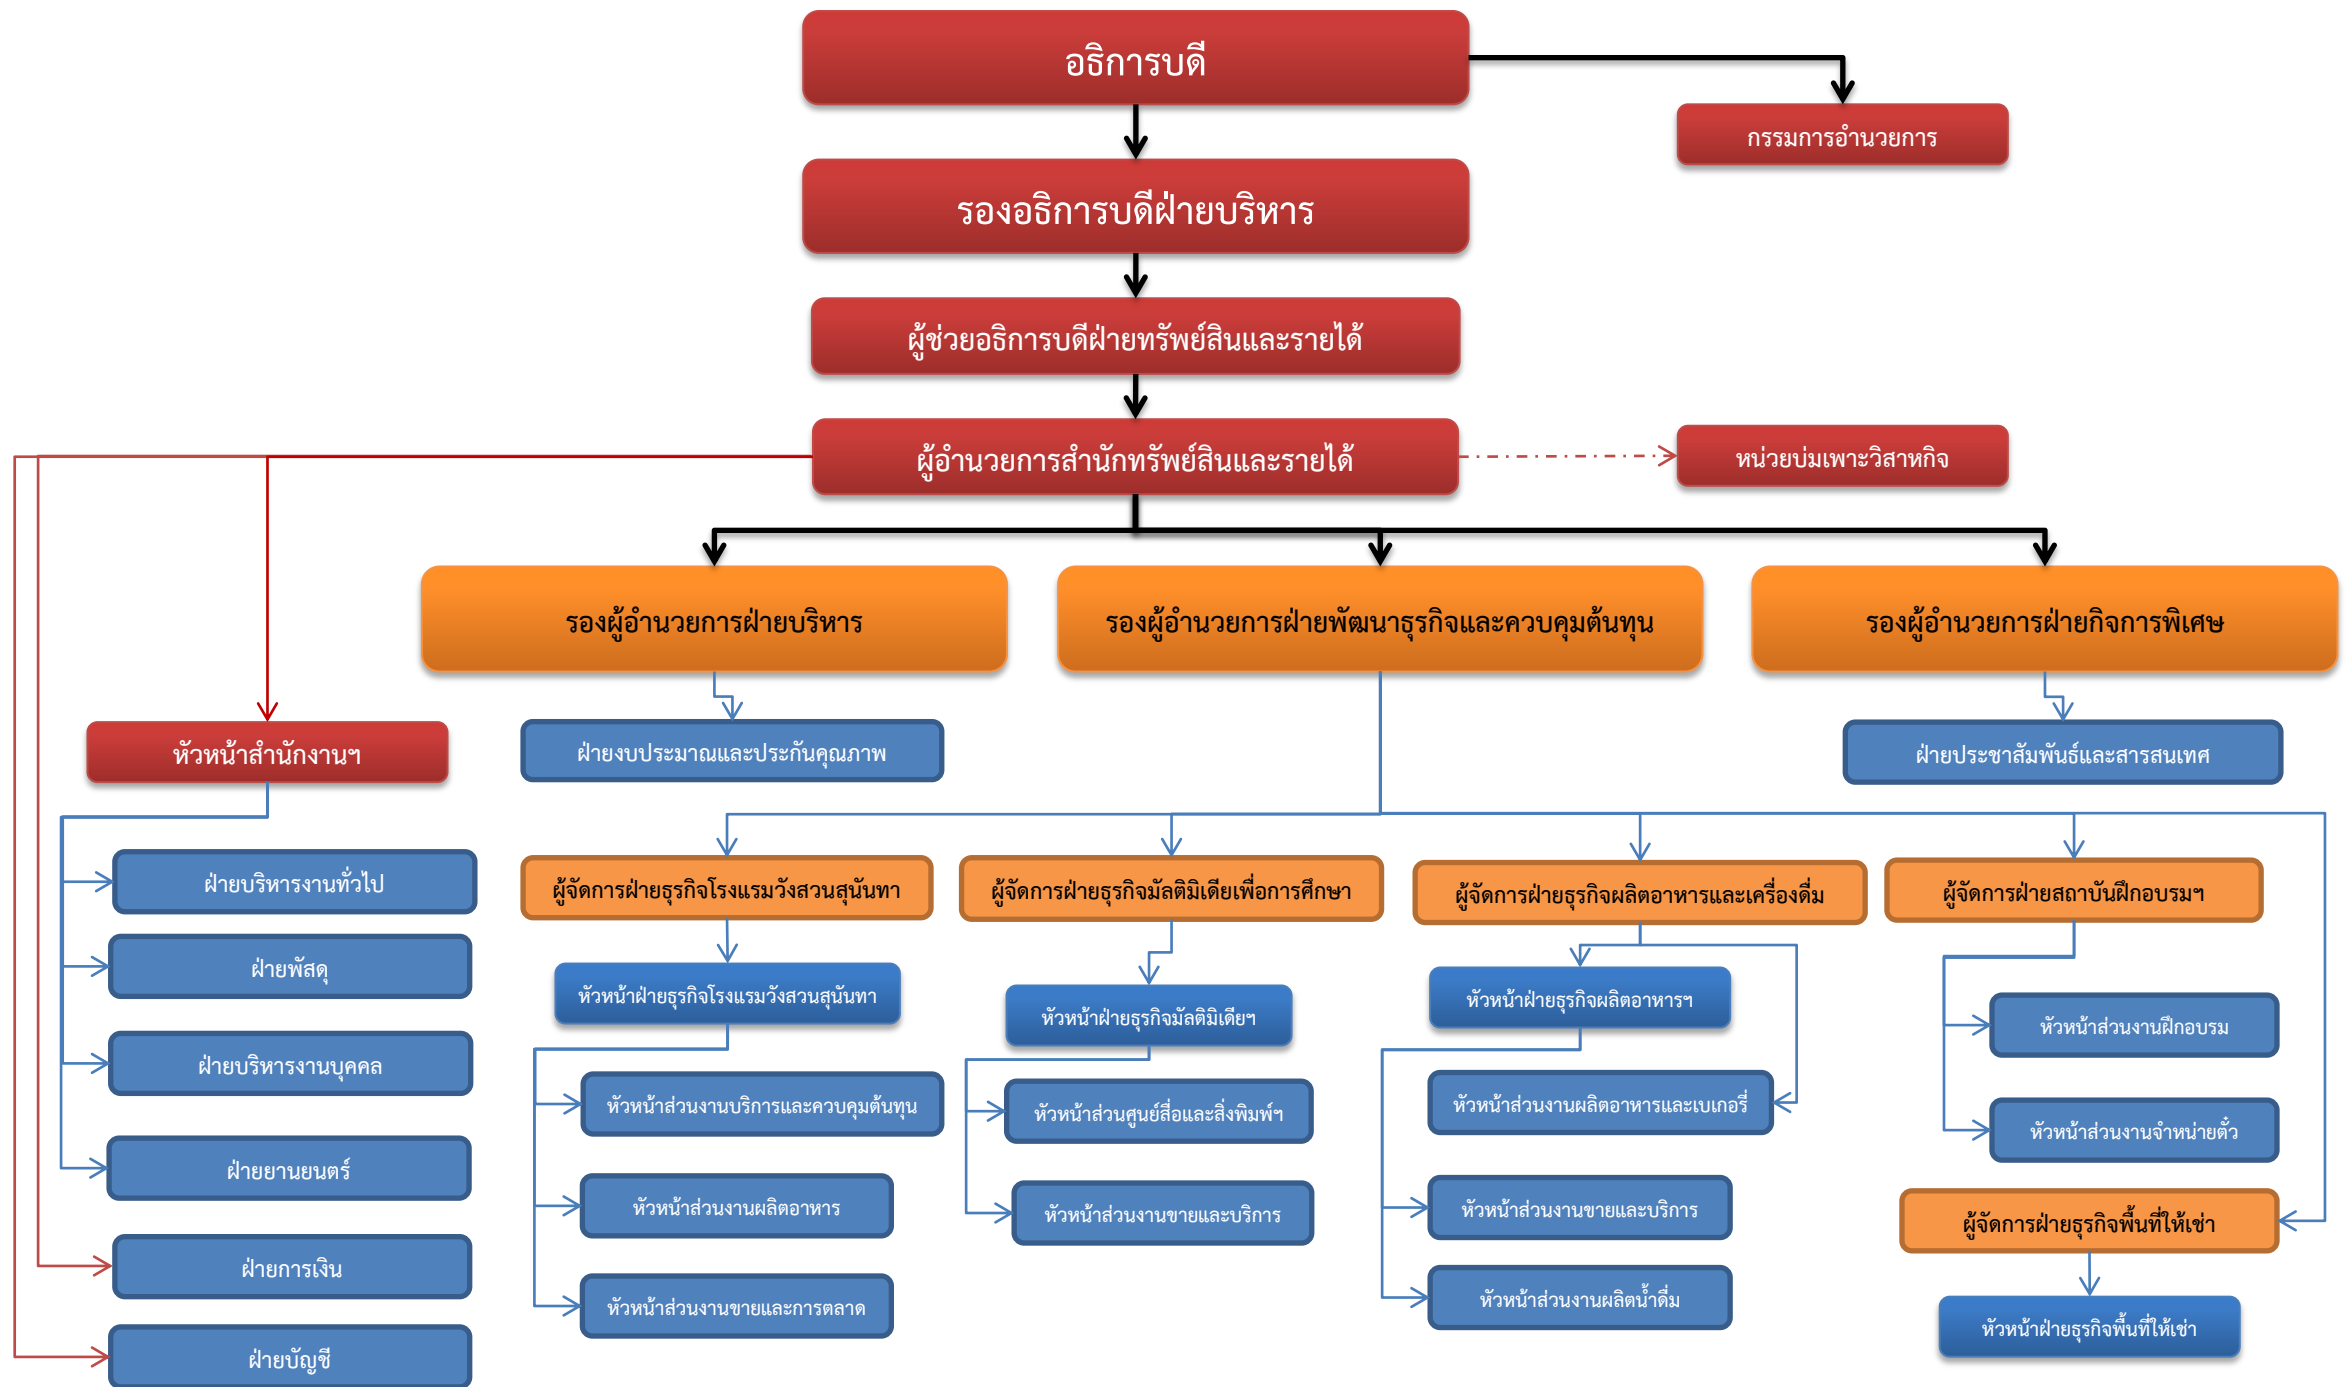 อธิการบดี
กรรมการอำนวยการ
รองอธิการบดีฝ่ายบริหาร
ผู้ช่วยอธิการบดีฝ่ายทรัพย์สินและรายได้
ผู้อำนวยการสำนักทรัพย์สินและรายได้
หน่วยบ่มเพาะวิสาหกิจ
รองผู้อำนวยการฝ่ายบริหาร
รองผู้อำนวยการฝ่ายพัฒนาธุรกิจและควบคุมต้นทุน
รองผู้อำนวยการฝ่ายกิจการพิเศษ
หัวหน้าสำนักงานฯ
ฝ่ายงบประมาณและประกันคุณภาพ
ฝ่ายประชาสัมพันธ์และสารสนเทศ
ฝ่ายบริหารงานทั่วไป
ฝ่ายพัสดุ
ฝ่ายบริหารงานบุคคล
ฝ่ายยานยนตร์
ฝ่ายการเงิน
ฝ่ายบัญชี
ผู้จัดการฝ่ายธุรกิจโรงแรมวังสวนสุนันทา
หัวหน้าฝ่ายธุรกิจโรงแรมวังสวนสุนันทา
หัวหน้าส่วนงานบริการและควบคุมต้นทุน
หัวหน้าส่วนงานผลิตอาหาร
หัวหน้าส่วนงานขายและการตลาด
ผู้จัดการฝ่ายธุรกิจมัลติมิเดียเพื่อการศึกษา
หัวหน้าฝ่ายธุรกิจมัลติมิเดียฯ
หัวหน้าส่วนศูนย์สื่อและสิ่งพิมพ์ฯ
หัวหน้าส่วนงานขายและบริการ
ผู้จัดการฝ่ายธุรกิจผลิตอาหารและเครื่องดื่ม
หัวหน้าฝ่ายธุรกิจผลิตอาหารฯ
หัวหน้าส่วนงานผลิตอาหารและเบเกอรี่
หัวหน้าส่วนงานขายและบริการ
หัวหน้าส่วนงานผลิตน้ำดื่ม
ผู้จัดการฝ่ายสถาบันฝึกอบรมฯ
หัวหน้าส่วนงานฝึกอบรม
หัวหน้าส่วนงานจำหน่ายตั๋ว
ผู้จัดการฝ่ายธุรกิจพื้นที่ให้เช่า
หัวหน้าฝ่ายธุรกิจพื้นที่ให้เช่า